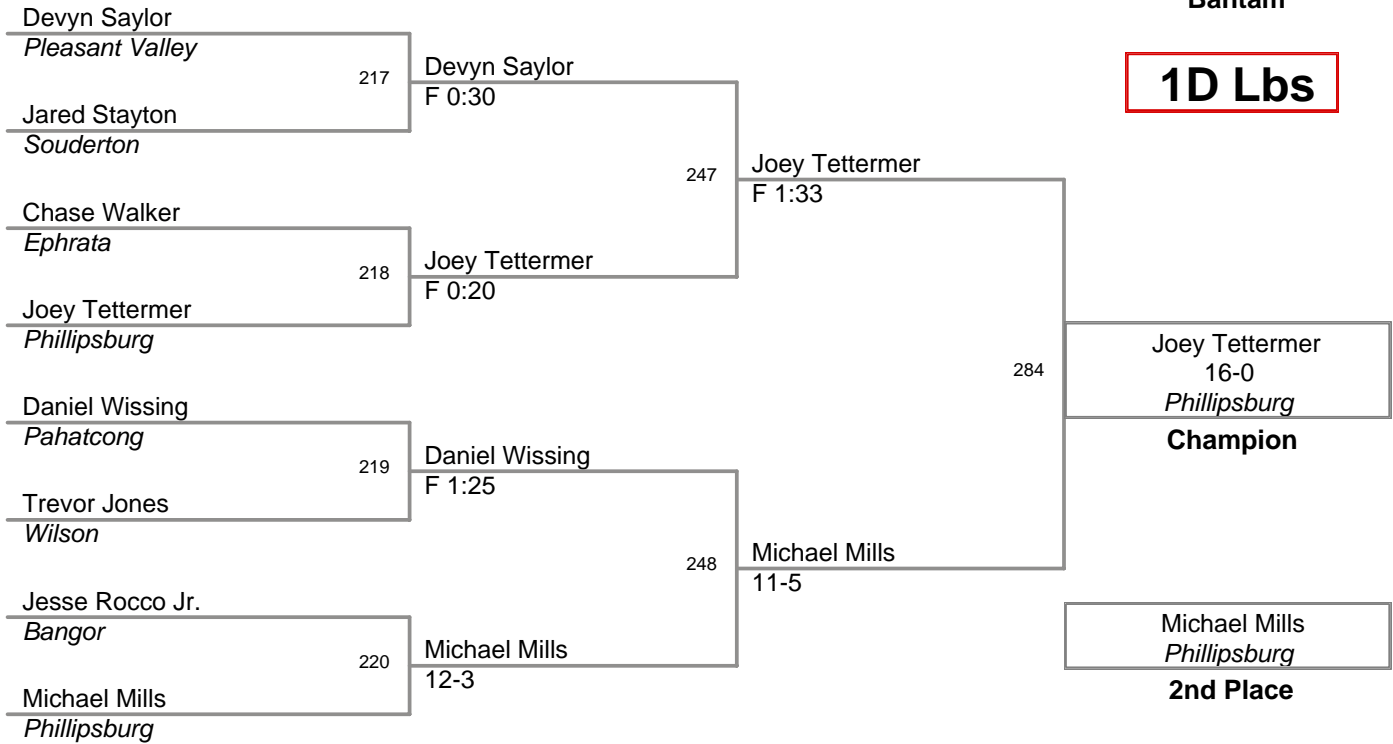 Bantam
1D Lbs
Devyn Saylor
Pleasant Valley
217
Jared Stayton
Souderton
Chase Walker
Ephrata
218
Joey Tettermer
Phillipsburg
Daniel Wissing
Pahatcong
219
Trevor Jones
Wilson
Jesse Rocco Jr.
Bangor
220
Michael Mills
Phillipsburg
Devyn Saylor
F 0:30
247
Joey Tettermer
F 0:20
Daniel Wissing
F 1:25
248
Michael Mills
12-3
Joey Tettermer
F 1:33
284
Michael Mills
11-5
Joey Tettermer
16-0
Phillipsburg
Champion
Michael Mills
Phillipsburg
2nd Place